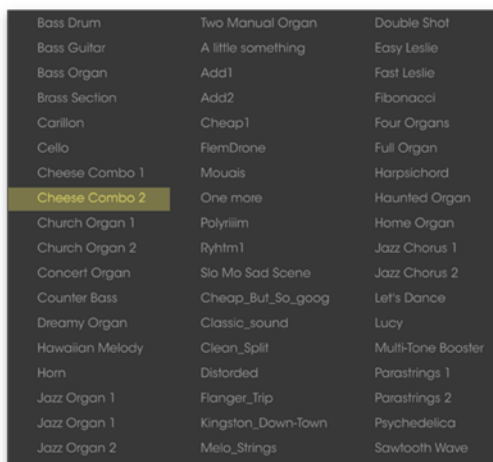 Bass Drum
Bass Guitar
Bass Organ
Brass Section
Carillon
Cello
Cheese Combo 1
Cheese Combo 2
Church Organ 1
Church Organ 2
Concert Organ
Counter Bass
Dreamy Organ
Hawaiian Melody
Horn
Jazz Organ 1
Jazz Organ 1
Jazz Organ 2
Two Manual Organ
A little something
Add1
Add2
Cheap1
FlemDrone
Mouais
One more
Polyriiim
Ryhtm1
Slo Mo Sad Scene
Cheap_But_So_goog
Classic_sound
Clean_Split
Distorded
Flanger_Trip
Kingston_Down-Town
Melo_Strings
Double Shot
Easy Leslie
Fast Leslie
Fibonacci
Four Organs
Full Organ
Harpsichord
Haunted Organ
Home Organ
Jazz Chorus 1
Jazz Chorus 2
Let's Dance
Lucy
Multi-Tone Booster
Parastrings 1
Parastrings 2
Psychedelica
Sawtooth Wave